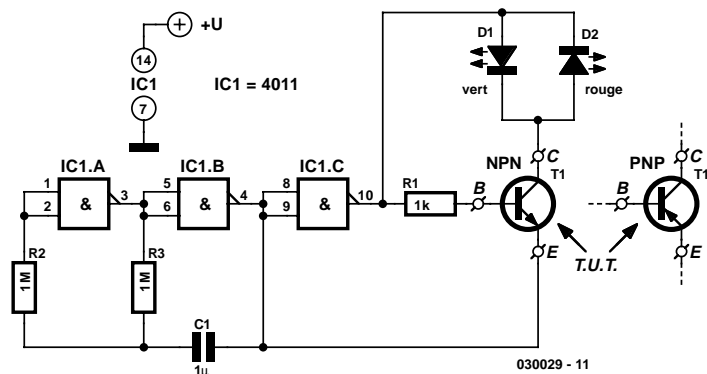 +U
14
IC1
7
IC1 = 4011
D1
D2
vert
rouge
IC1.A
IC1.B
IC1.C
NPN
C
T1
PNP
C
T1
1
2
&
3
5
6
&
4
8
9
&
10
R1
1k
B
B
E
T.U.T.
E
R2
1M
R3
1M
C1
1µ
030029 - 11